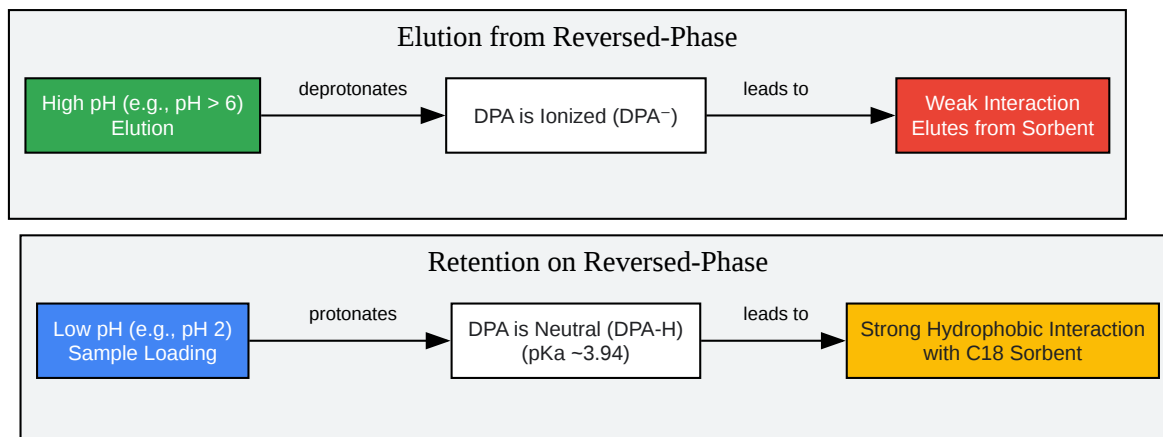 Elution from Reversed-Phase
High pH (e.g., pH > 6)
Elution
deprotonates
DPA is Ionized (DPA⁻)
leads to
Weak Interaction
Elutes from Sorbent
Retention on Reversed-Phase
Low pH (e.g., pH 2)
Sample Loading
protonates
DPA is Neutral (DPA-H)
(pKa ~3.94)
leads to
Strong Hydrophobic Interaction
with C18 Sorbent